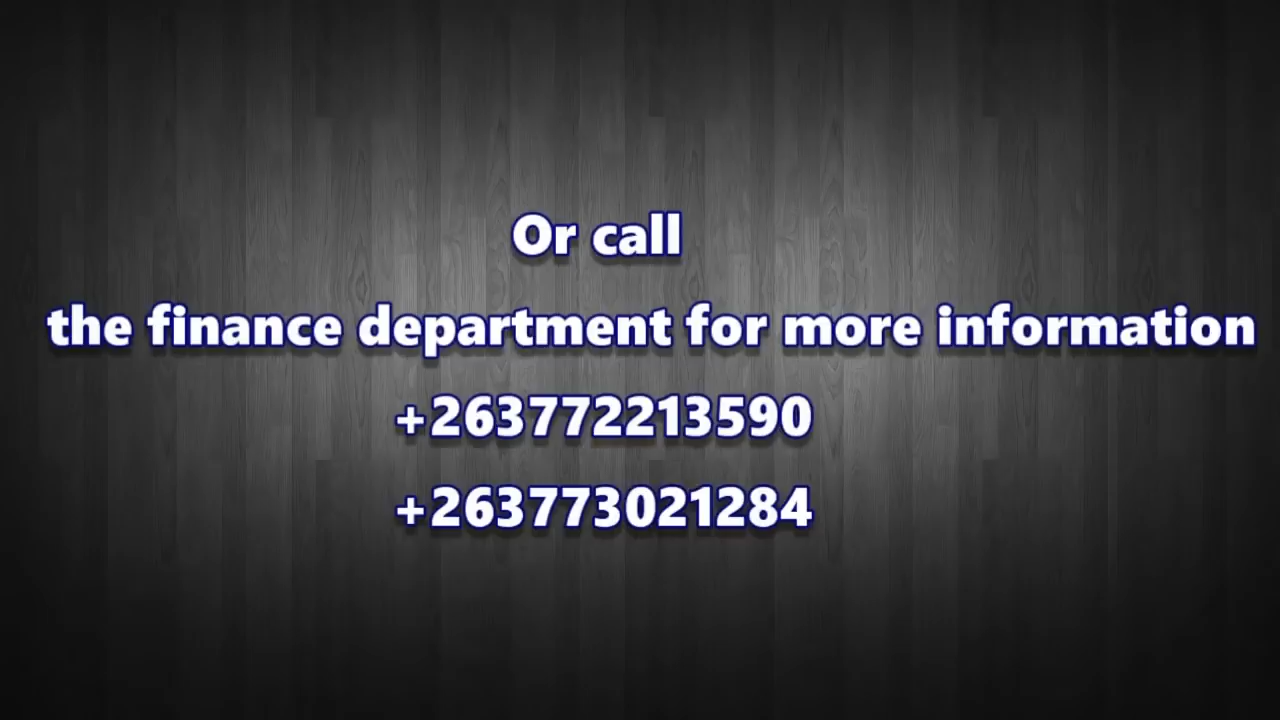 Or call
the finance department for more information
+263772213590
+263773021284